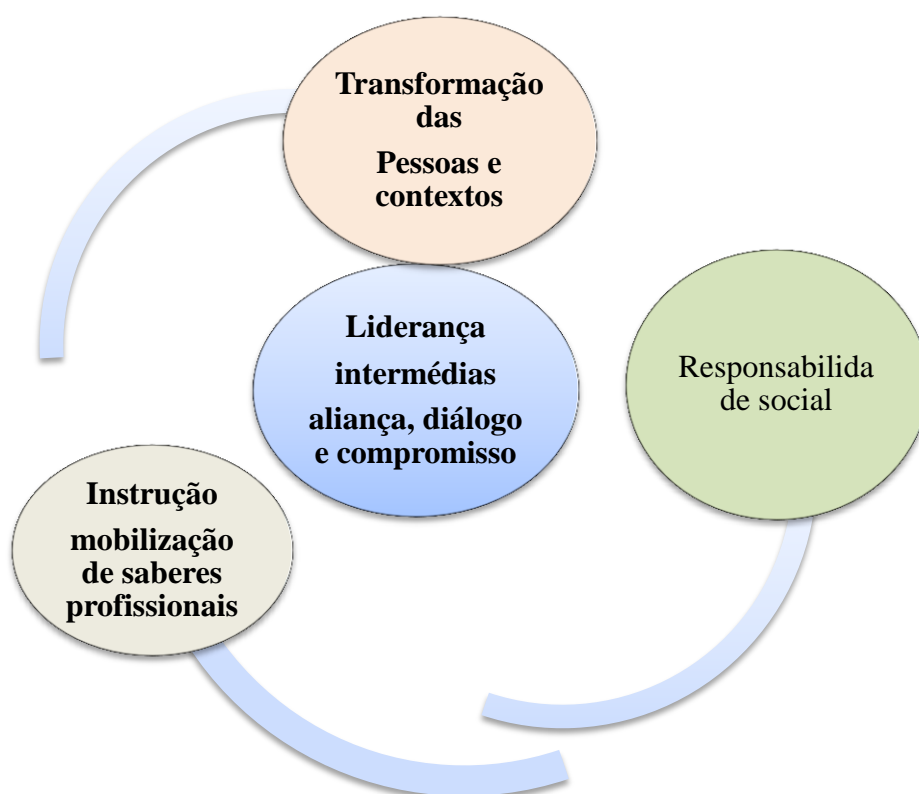 Transformação
das
Pessoas e
contextos
Liderança
intermédias
aliança, diálogo
e compromisso
Responsabilida
de social
Instrução
mobilização
de saberes
profissionais